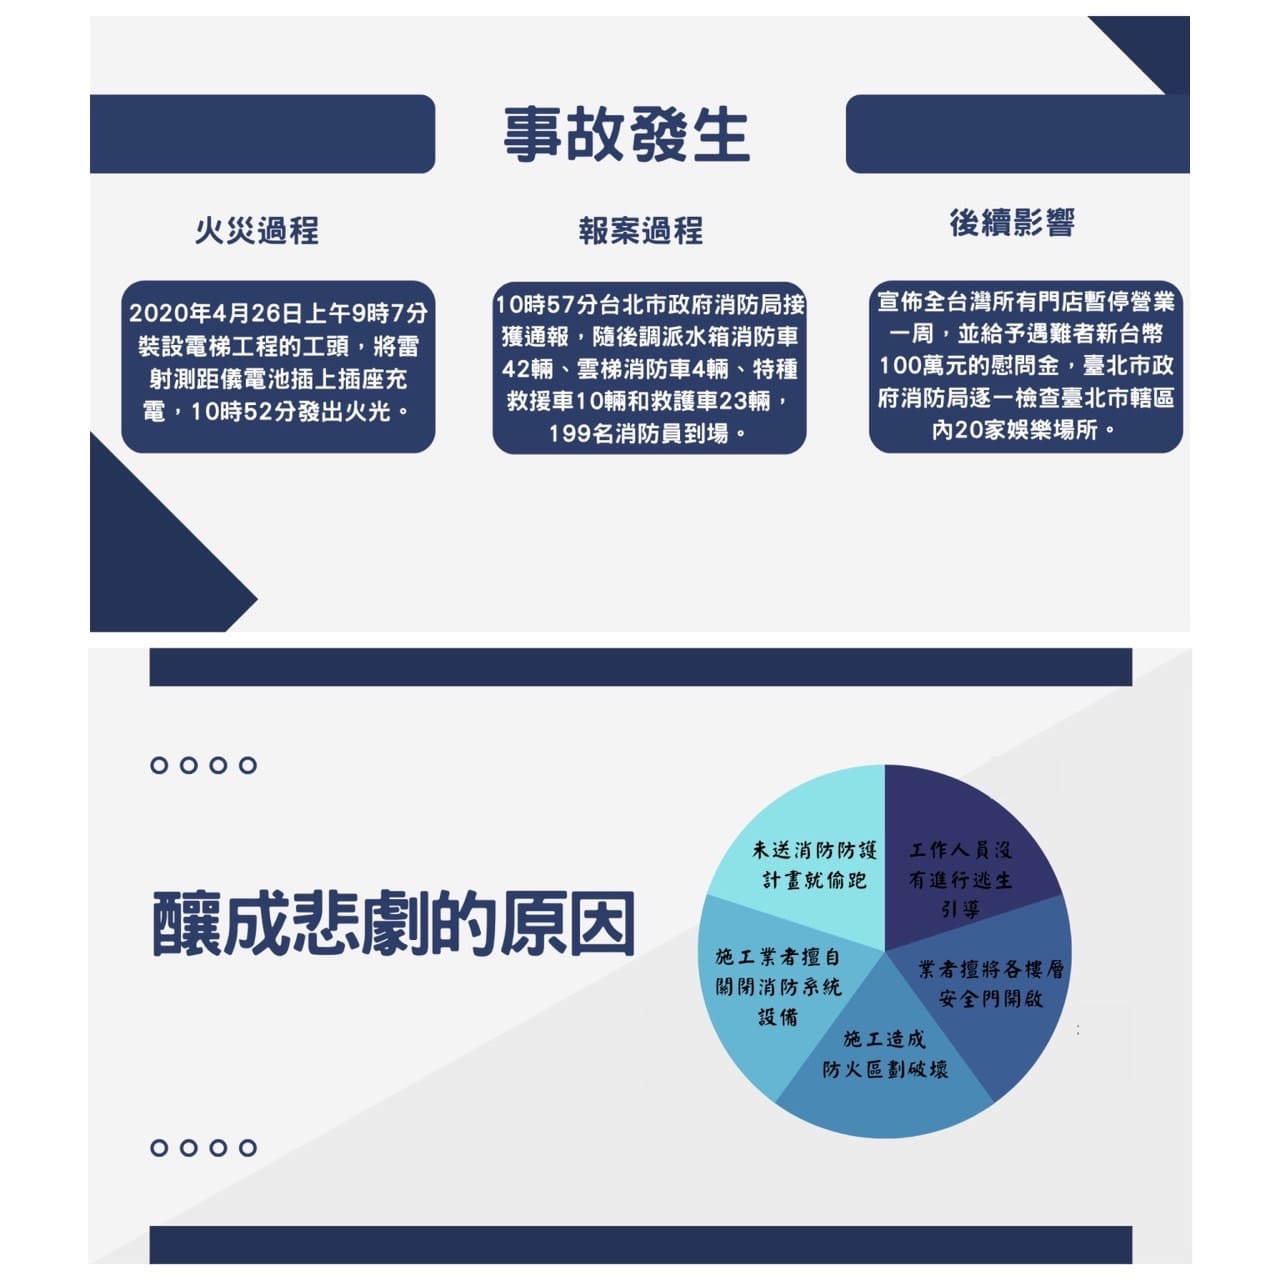 事故發生
火災過程
2020年4月26日上午9時7分
裝設電梯工程的工頭，將雷
射測距儀電池插上插座充
電，10時52分發出火光。
報案過程
10時57分台北市政府消防局接
獲通報，隨後調派水箱消防車
42輛、雲梯消防車4輛、特種
救援車10輛和救護車23輛，
199名消防員到場。
後續影響
宣佈全台灣所有門店暫停營業
一周，並給予遇難者新台幣
100萬元的慰問金，臺北市政
府消防局逐一檢查臺北市轄區
內20家娛樂場所。
釀成悲劇的原因
未送消防防護
計畫就偷跑
工作人員沒
有進行逃生
引導
施工業者擅自
關閉消防系統
設備
業者擅將各樓層
安全門開啟
施工造成
防火區劃破壞
: